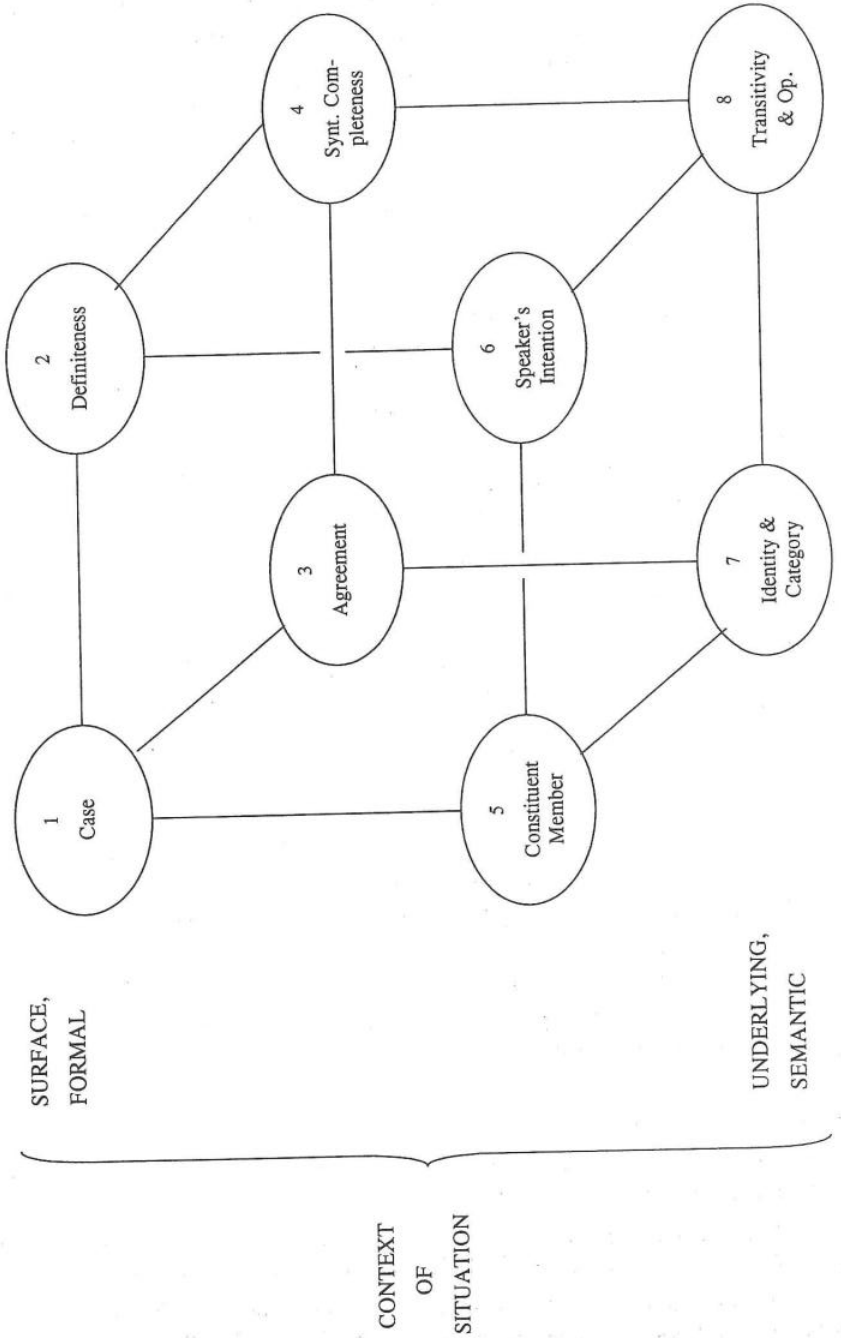 CONTEXT
OF
SITUATION
SURFACE,
FORMAL
UNDERLYING,
SEMANTIC
1
Case
2
Definiteness
3
Agreement
4
Synt. Com-
pleteness
5
Constituent
Member
6
Speaker's
Intention
7
Identity &
Category
8
Transitivity
& Op.